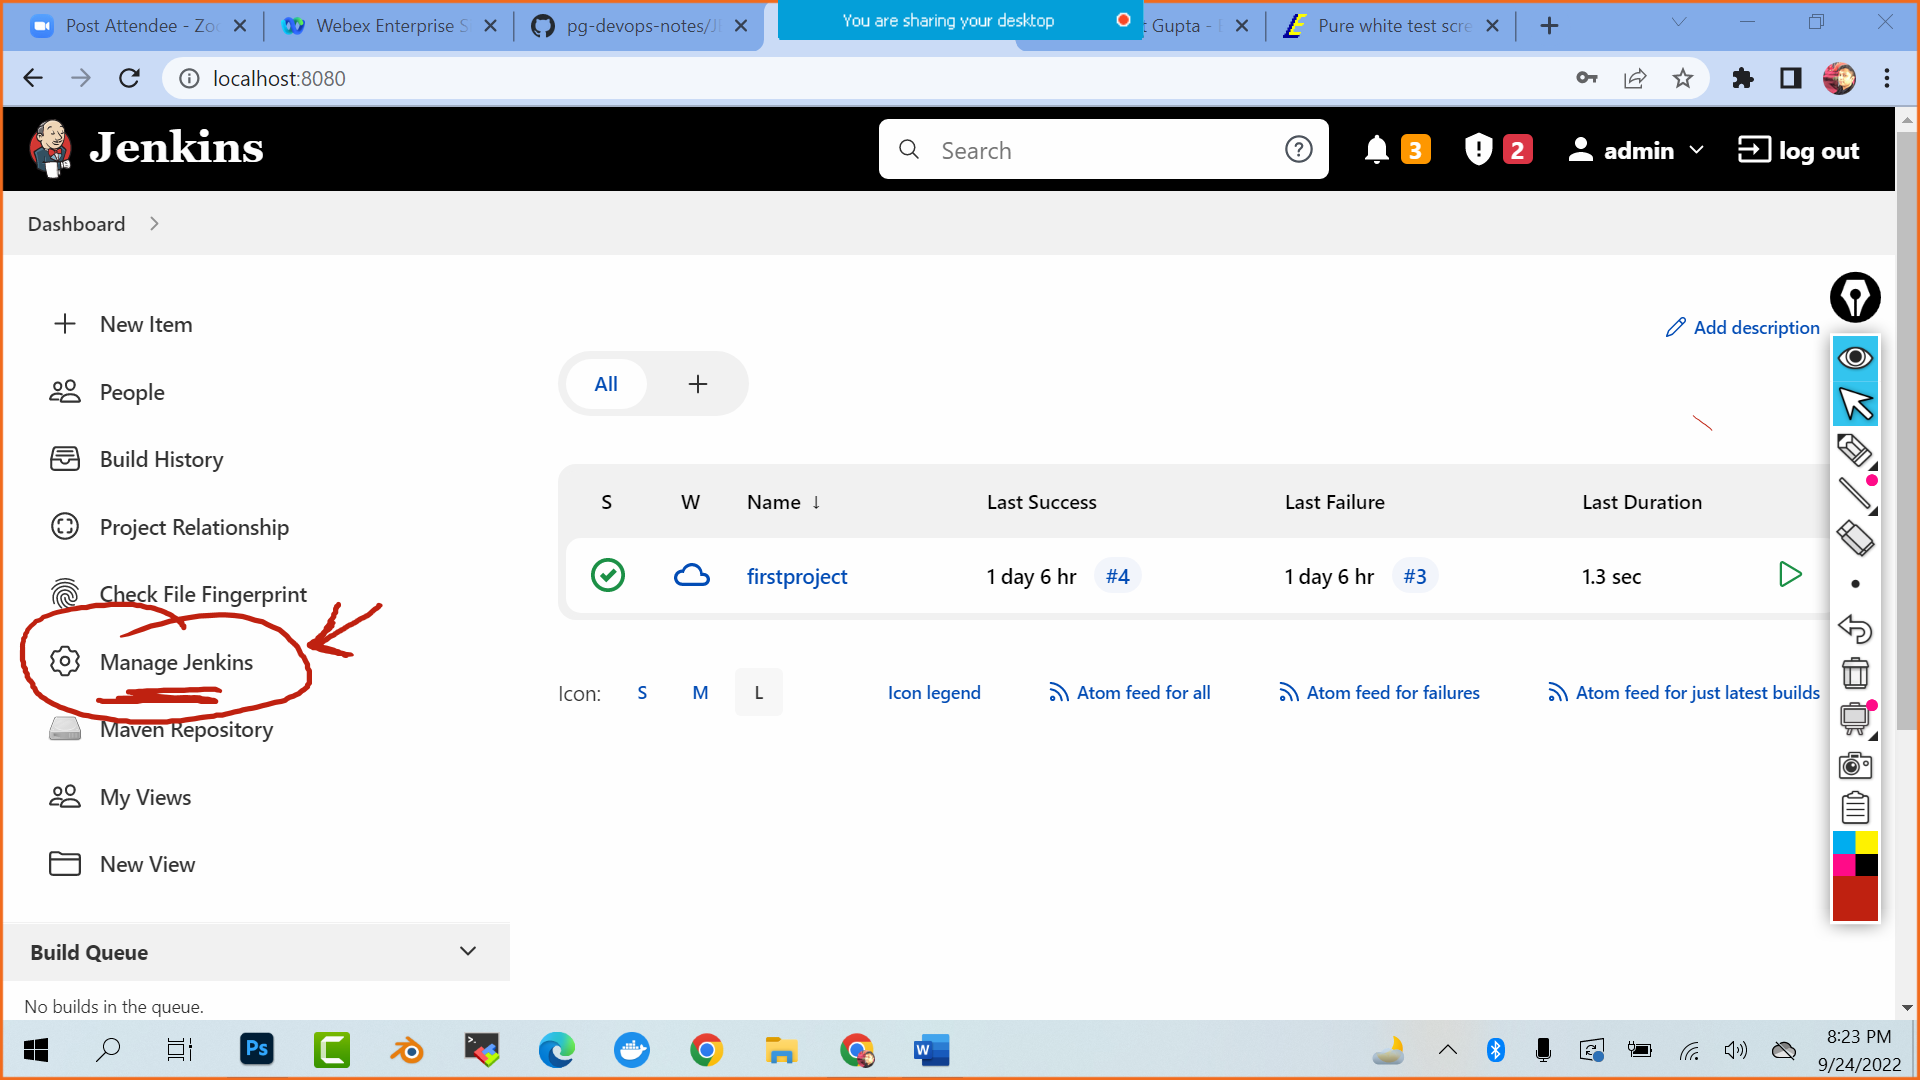 Post Attendee - Zo
Webex Enterprise S
pg-devops-notes/J
You are sharing your desktop
t Gupta -
Pure white test scre
localhost:8080
Jenkins
Search
3
2
admin
log out
Dashboard
New Item
People
Build History
Project Relationship
Check File Fingerprint
Manage Jenkins
Maven Repository
My Views
New View
Build Queue
No builds in the queue.
Add description
All
S W Name ↓ Last Success Last Failure Last Duration
firstproject 1 day 6 hr #4 1 day 6 hr #3 1.3 sec
Icon: S M L Icon legend Atom feed for all Atom feed for failures Atom feed for just latest builds
Ps
W
8:23 PM
9/24/2022